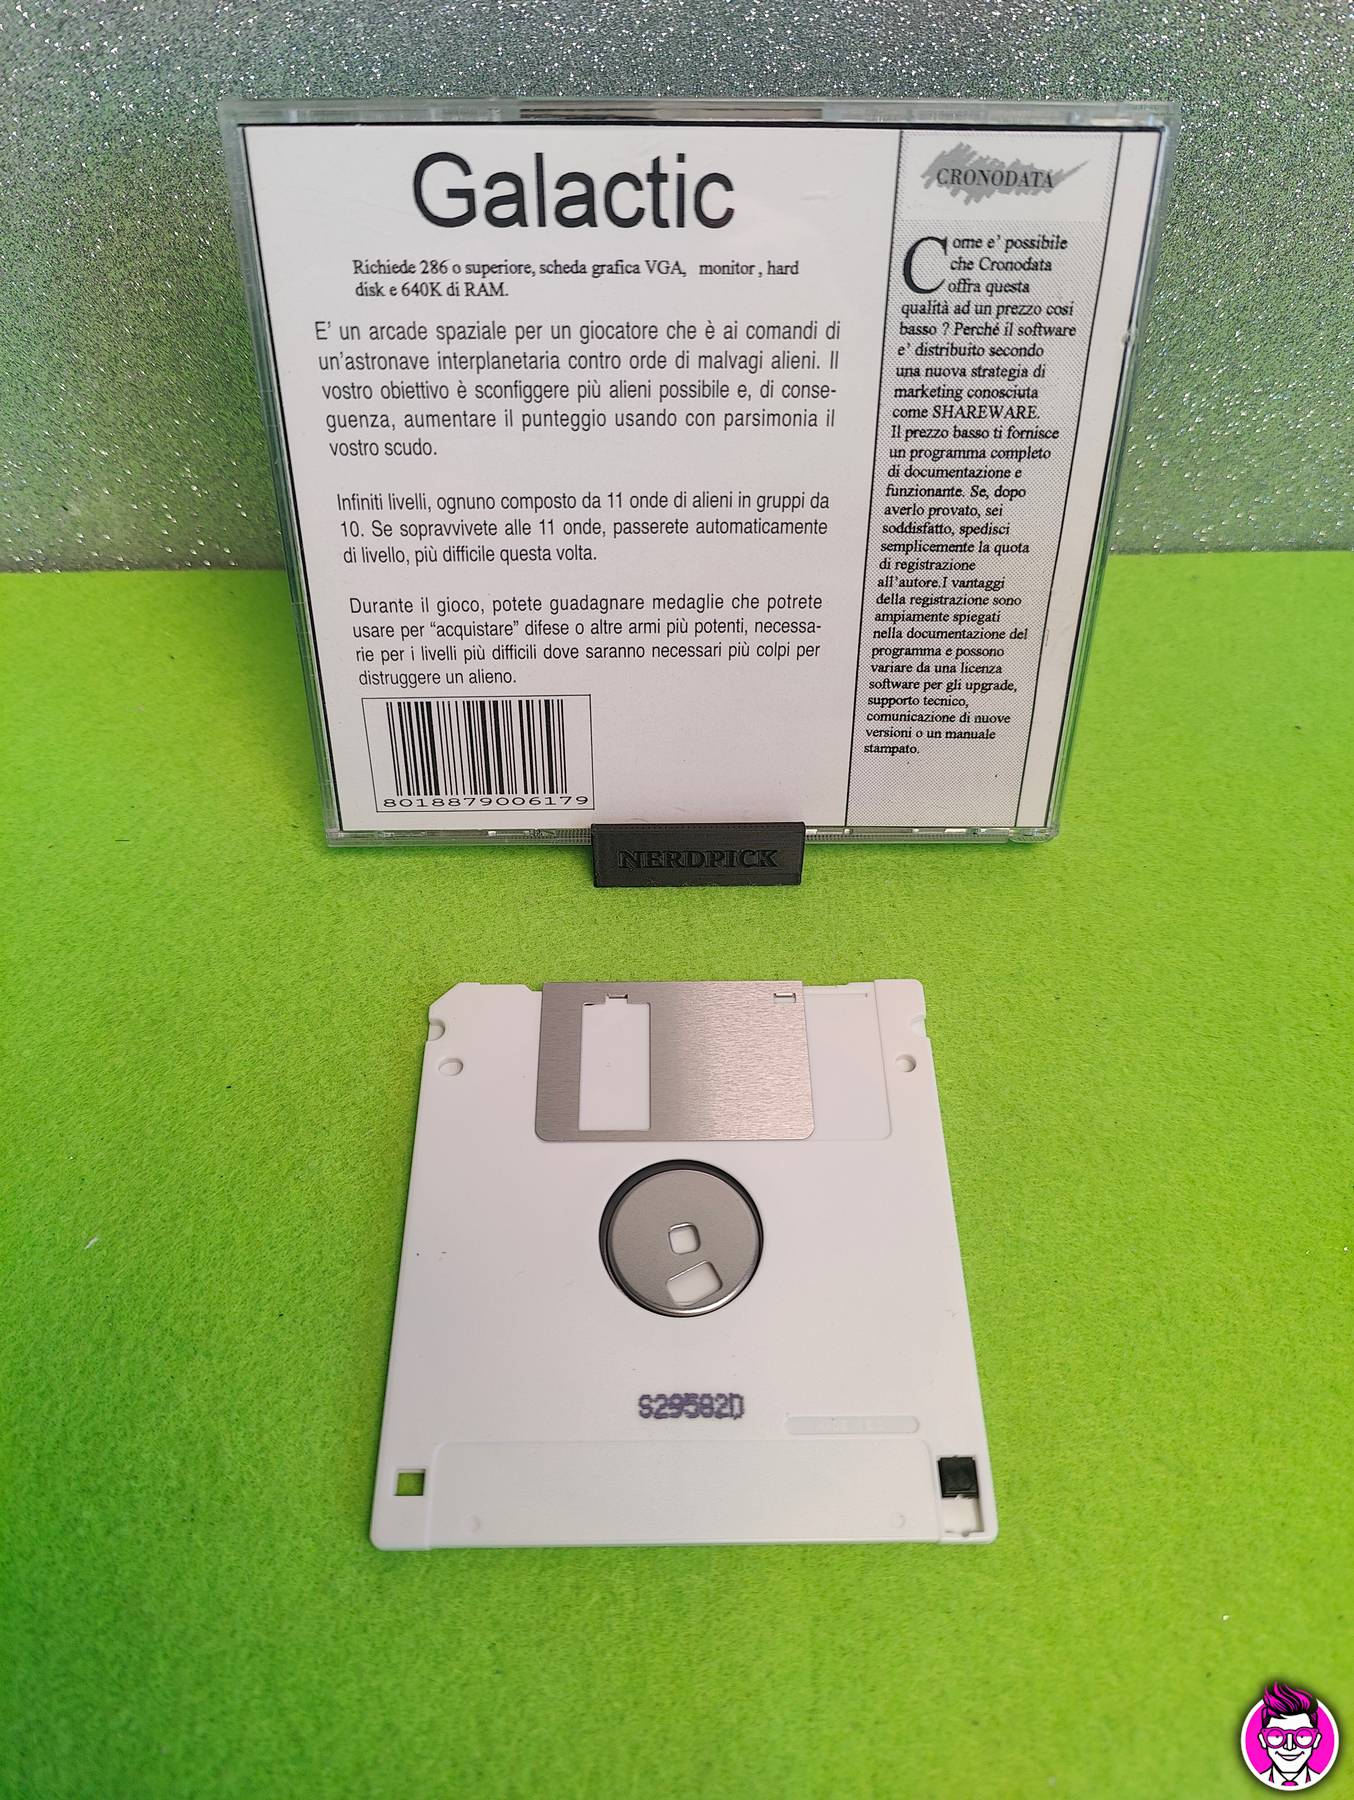 Galactic
Richiede 286 o superiore, scheda grafica VGA, monitor, hard
disk e 640K di RAM.
E' un arcade spaziale per un giocatore che è ai comandi di
un'astronave interplanetaria contro orde di malvagi alieni. Il
vostro obiettivo è sconfiggere più alieni possibile e, di conse-
guenza, aumentare il punteggio usando con parsimonia il
vostro scudo.
Infiniti livelli, ognuno composto da 11 onde di alieni in gruppi da
10. Se sopravvivete alle 11 onde, passerete automaticamente
di livello, più difficile questa volta.
Durante il gioco, potete guadagnare medaglie che potrete
usare per “acquistare” difese o altre armi più potenti, necessa-
rie per i livelli più difficili dove saranno necessari più colpi per
distruggere un alieno.
8018879006179
CRONODATA
Come e' possibile
che Cronodata
offra questa
qualità ad un prezzo così
basso ? Perché il software
e' distribuito secondo
una nuova strategia di
marketing conosciuta
come SHAREWARE.
Il prezzo basso ti fornisce
un programma completo
di documentazione e
funzionante. Se, dopo
averlo provato, sei
soddisfatto, spedisci
semplicemente la quota
di registrazione
all'autore.I vantaggi
della registrazione sono
ampiamente spiegati
nella documentazione del
programma e possono
variare da una licenza
software per gli upgrade,
supporto tecnico,
comunicazione di nuove
versioni o un manuale
stampato.
NERDPICK
S29582D